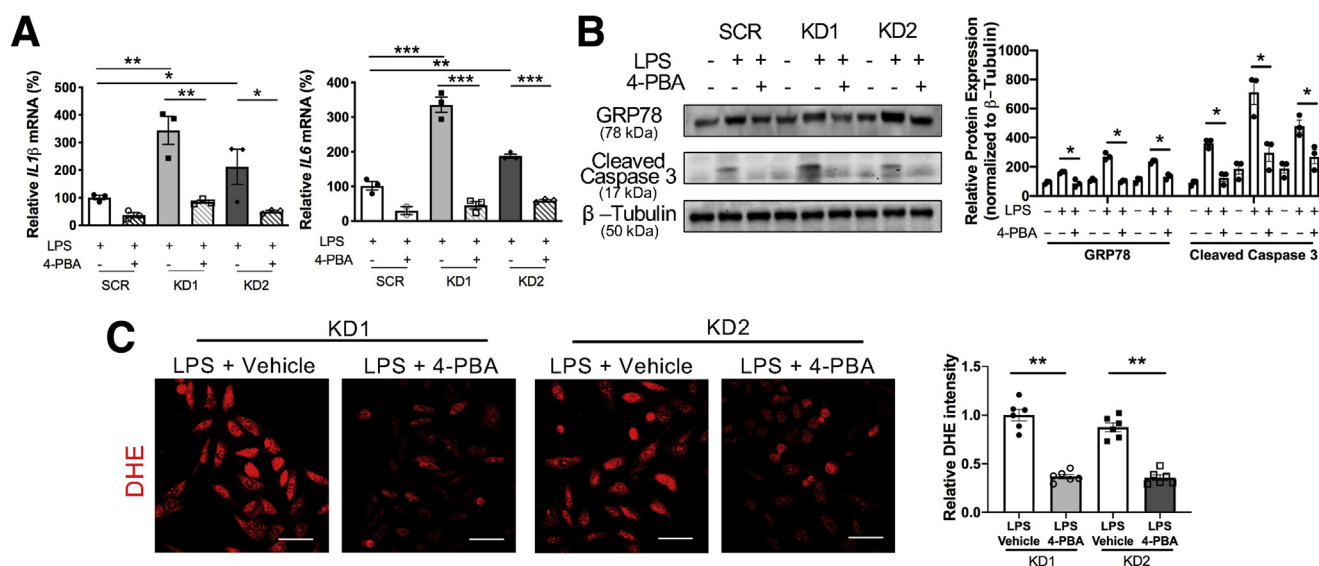 A
Relative IL1β mRNA (%)
500
400
300
200
100
0
**
*
**
*
LPS + + + + + +
4-PBA - + - + - +
SCR KD1 KD2
Relative IL6 mRNA (%)
400
300
200
100
0
***
**
***
***
LPS + + + + + +
4-PBA - + - + - +
SCR KD1 KD2
B
SCR KD1 KD2
LPS - + + - + + - + +
4-PBA - - + - - + - - +
GRP78
(78 kDa)
Cleaved
Caspase 3
(17 kDa)
β –Tubulin
(50 kDa)
Relative Protein Expression
(normalized to β–Tubulin)
1000
800
600
400
200
0
* * * * * *
LPS - + + - + + - + + - + + - + + - + +
4-PBA - - + - - + - - + - - + - - + - - +
GRP78 Cleaved Caspase 3
C
KD1 KD2
LPS + Vehicle LPS + 4-PBA LPS + Vehicle LPS + 4-PBA
DHE
Relative DHE intensity
1.5
1.0
0.5
0.0
** **
LPS LPS LPS LPS
Vehicle 4-PBA Vehicle 4-PBA
KD1 KD2